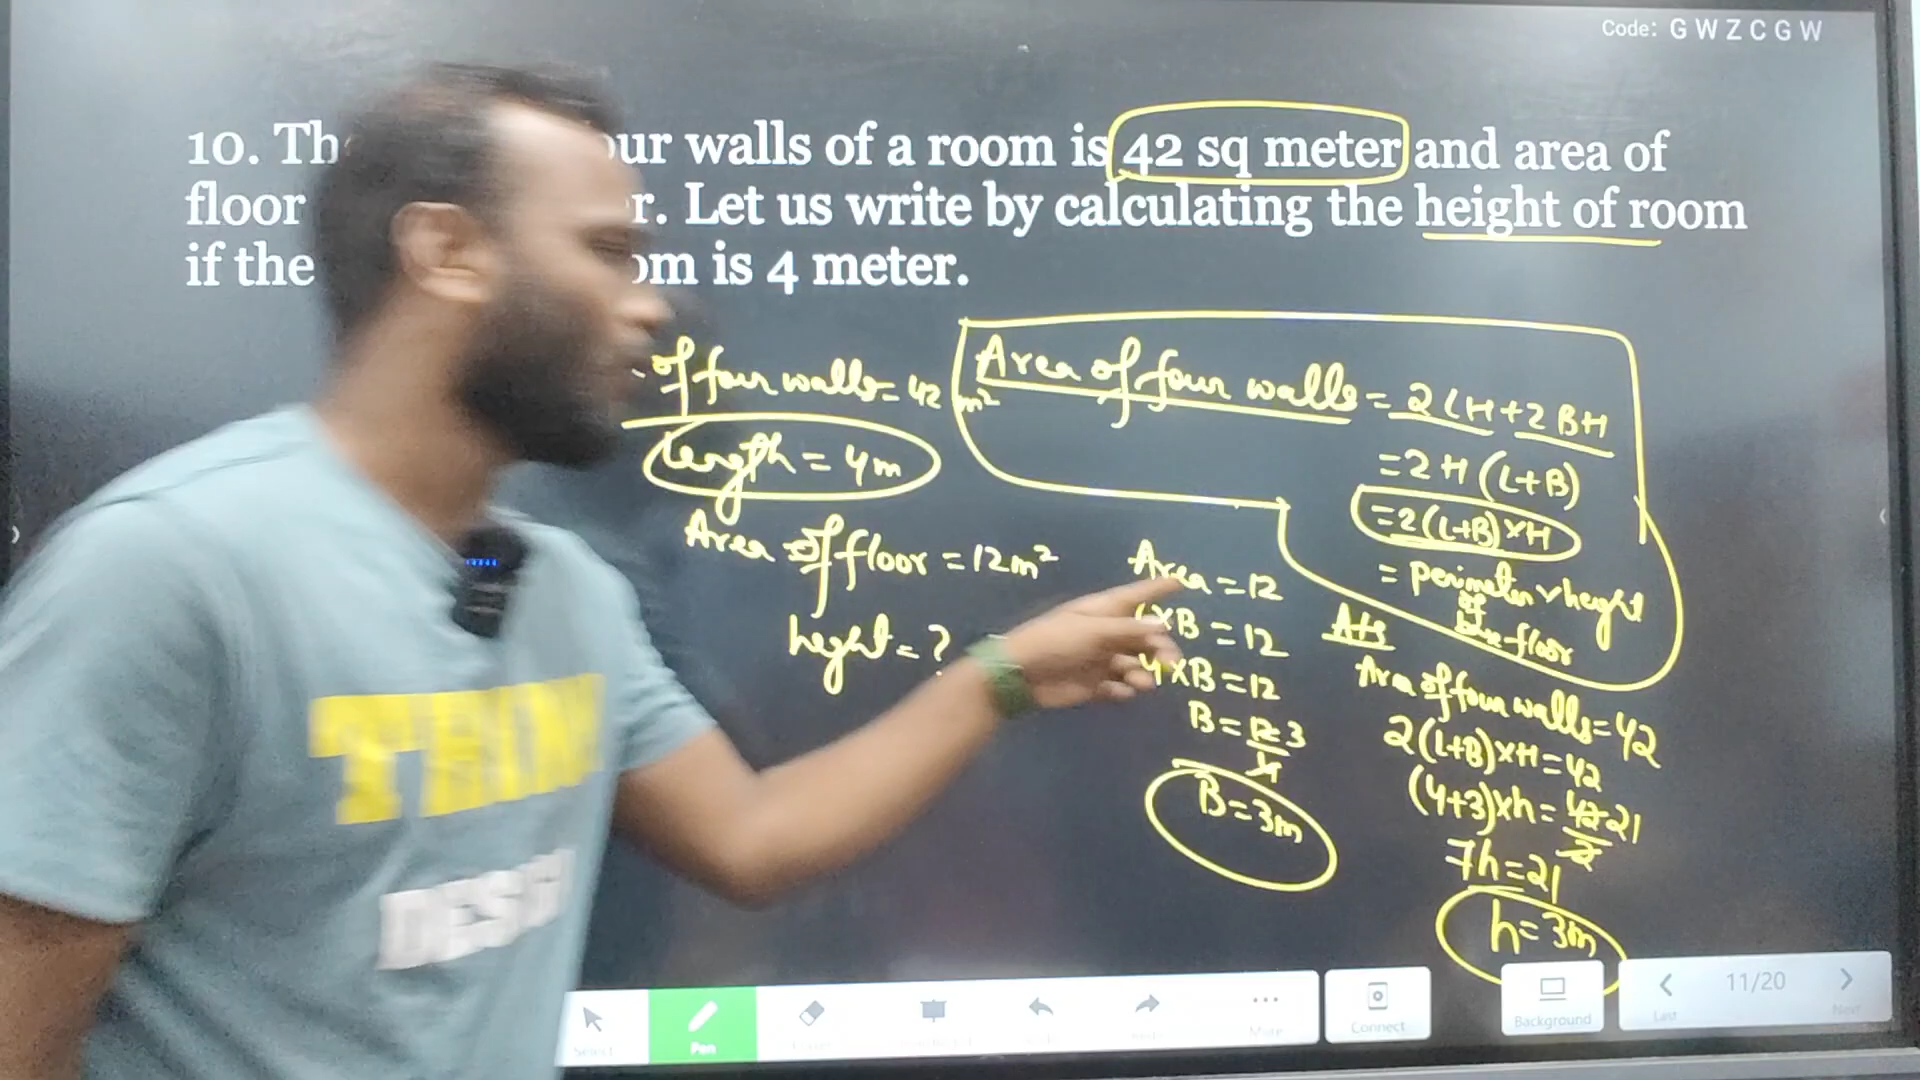 Code: G W Z C G W
10. Th our walls of a room is 42 sq meter and area of
floor r. Let us write by calculating the height of room
if the om is 4 meter.
of four walls = 42 m²
length = 4m
Area of floor = 12m²
height = ?
Area of four walls = 2LH + 2BH
= 2H (L+B)
= 2(L+B)×H
= perimeter × height
of
floor
Area = 12
×B = 12
4×B = 12
B = 12 3
4
B = 3m
A/s
Area of four walls = 42
2(L+B)×H = 42
(4+3)×h = 42 21
2
7h = 21
h = 3m
THINK
DESIGN
Select
Pen
More
Connect
Background
Last
11/20
Next